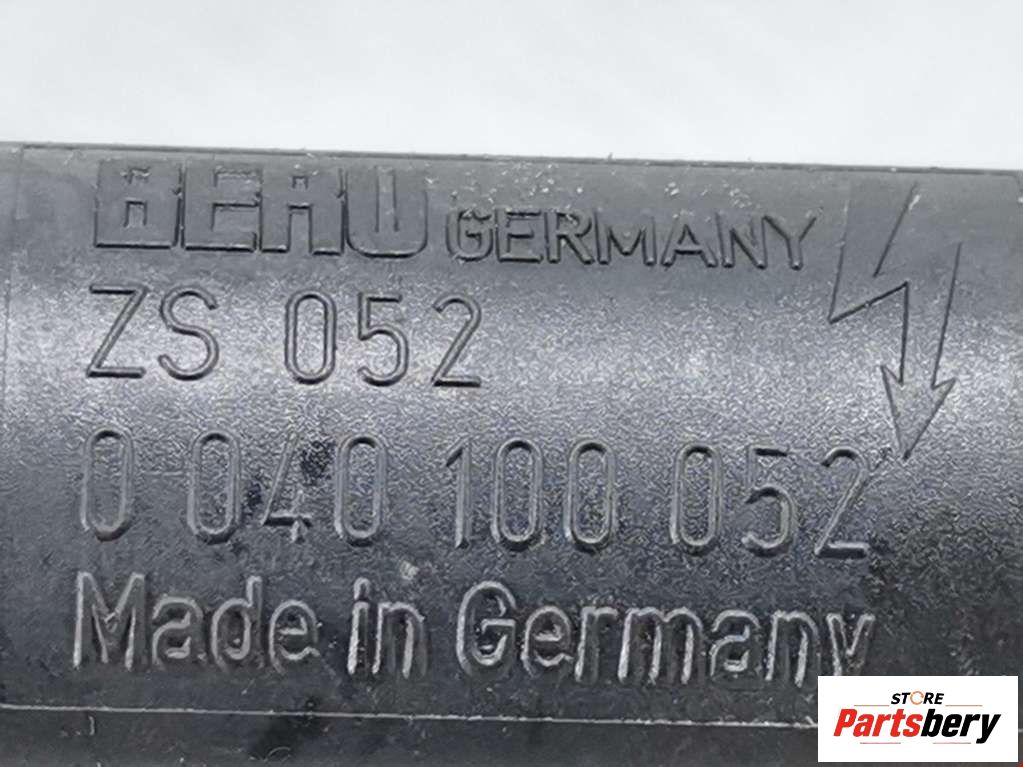 BERU GERMANY
ZS 052
0 040 100 052
Made in Germany
STORE
Partsbery